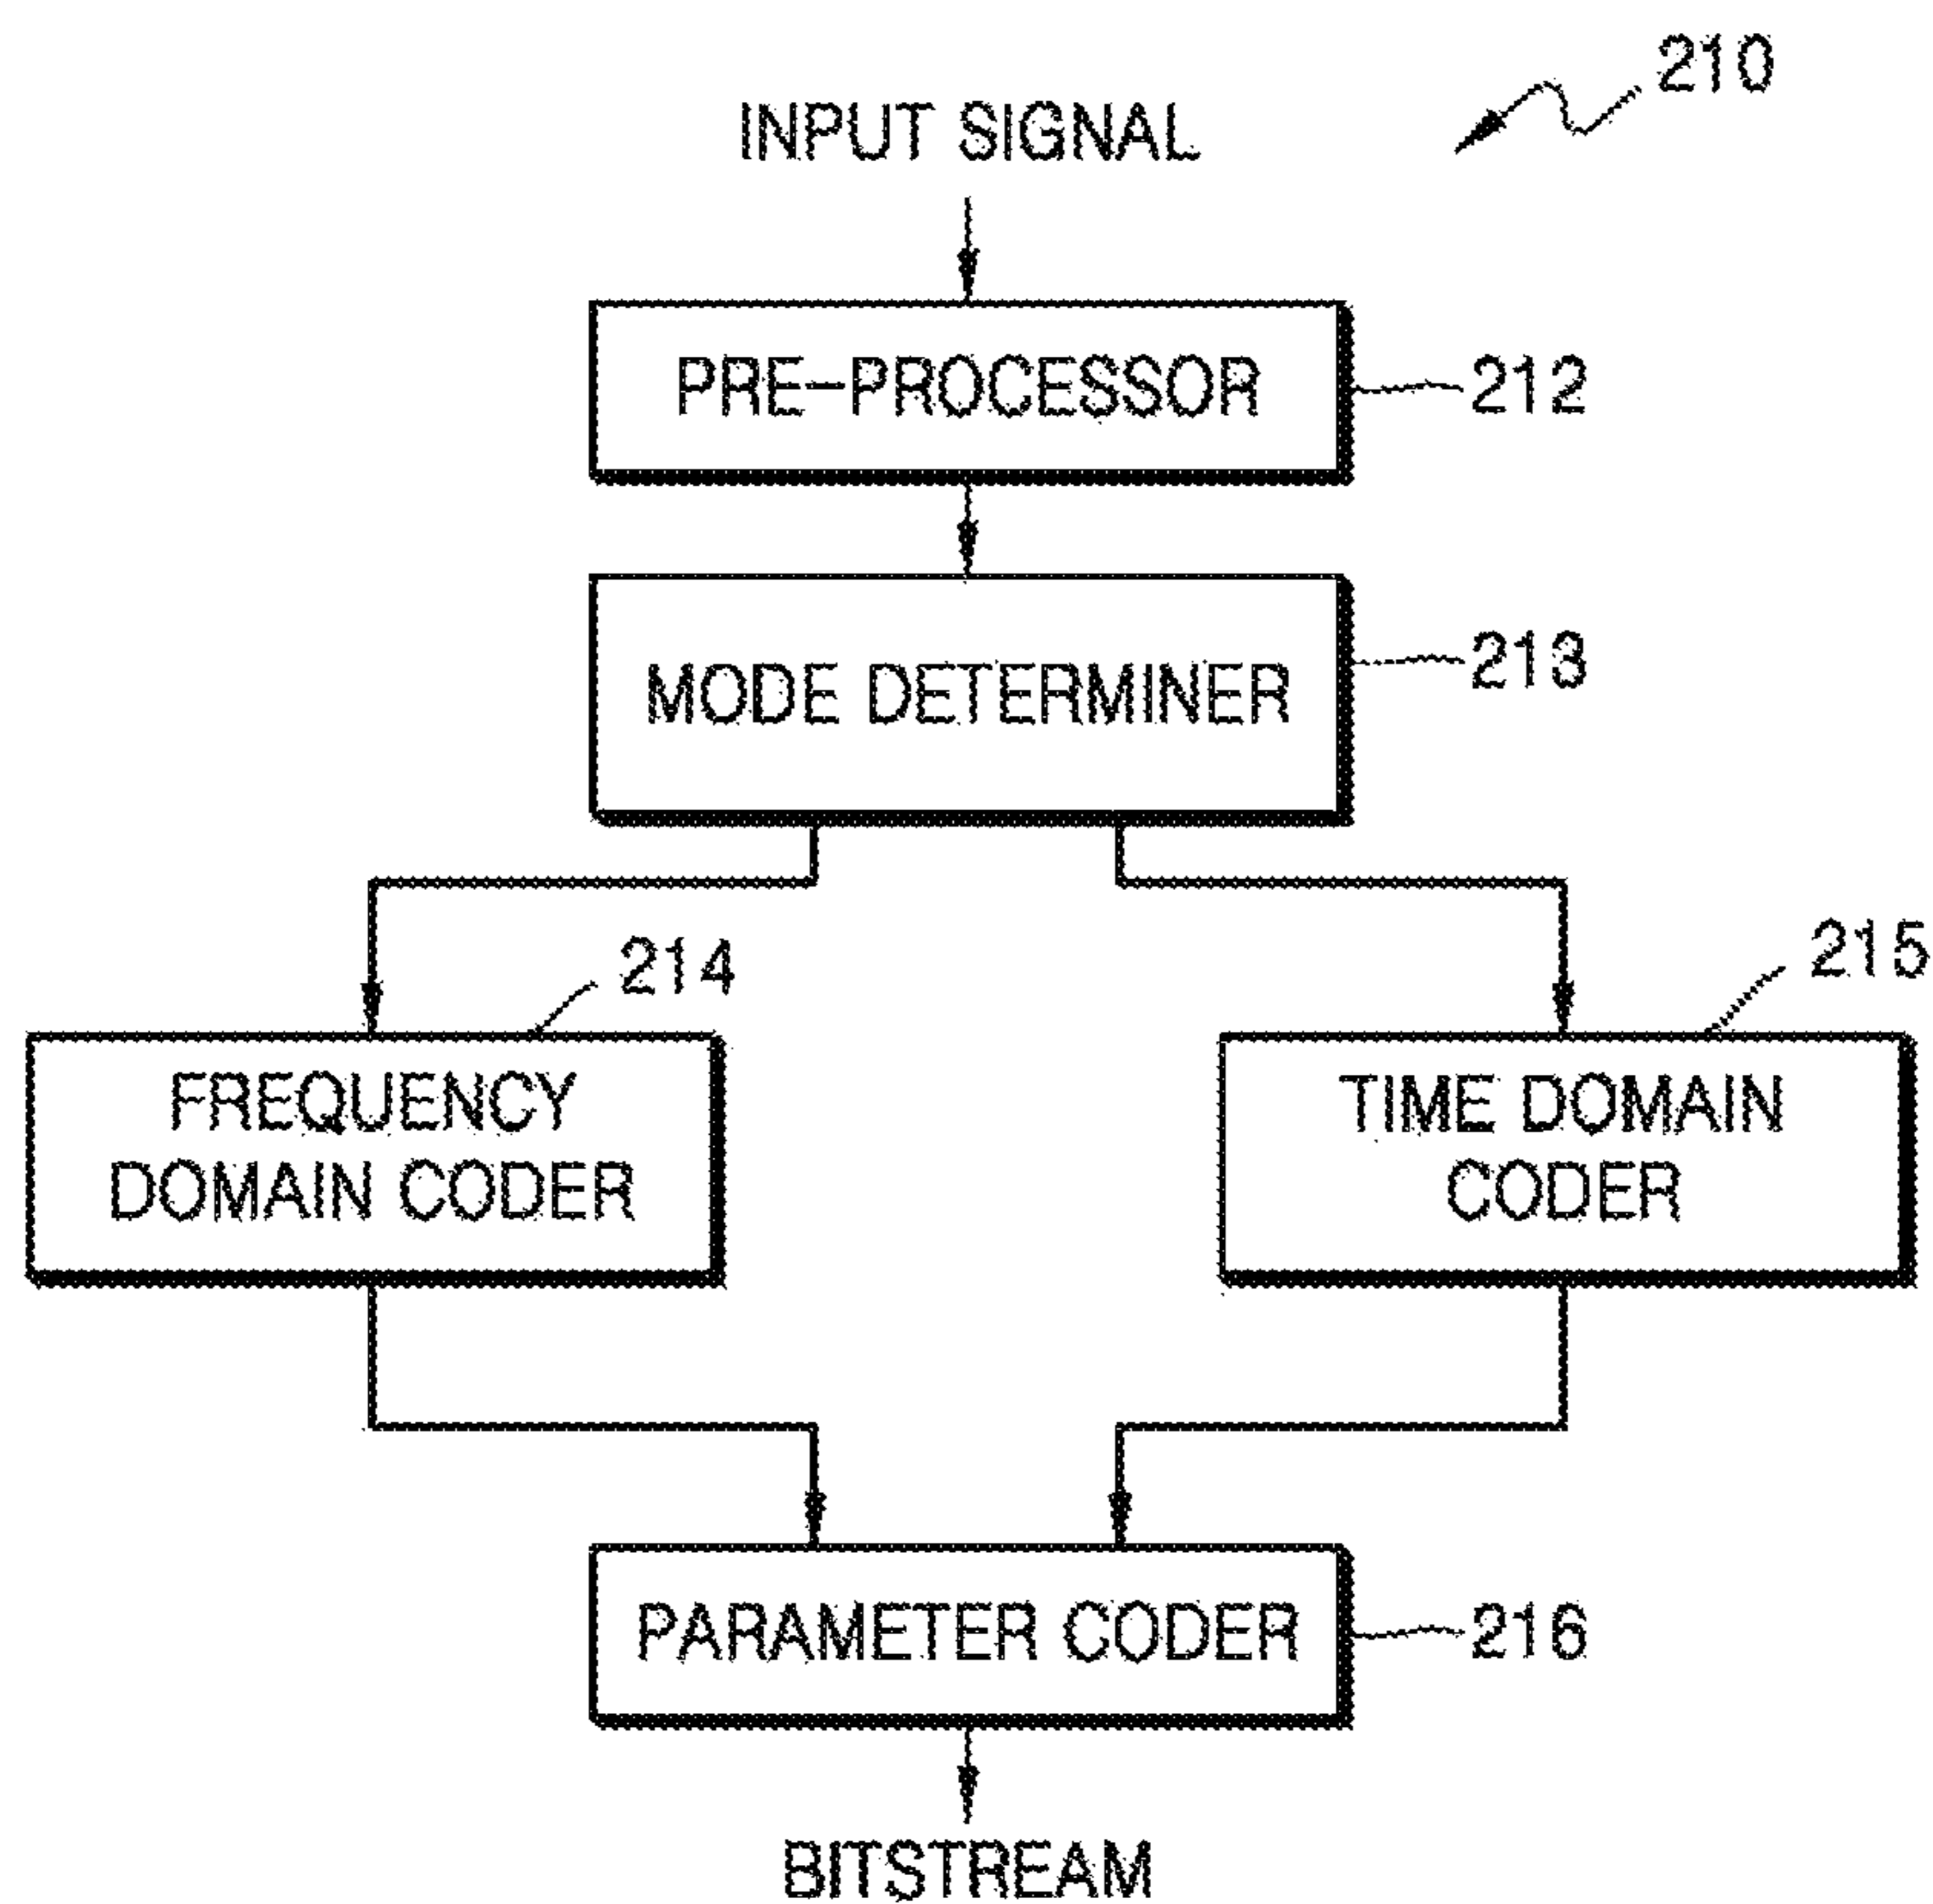 210
INPUT SIGNAL
PRE-PROCESSOR
212
MODE DETERMINER
213
214
215
FREQUENCY
DOMAIN CODER
TIME DOMAIN
CODER
PARAMETER CODER
216
BITSTREAM